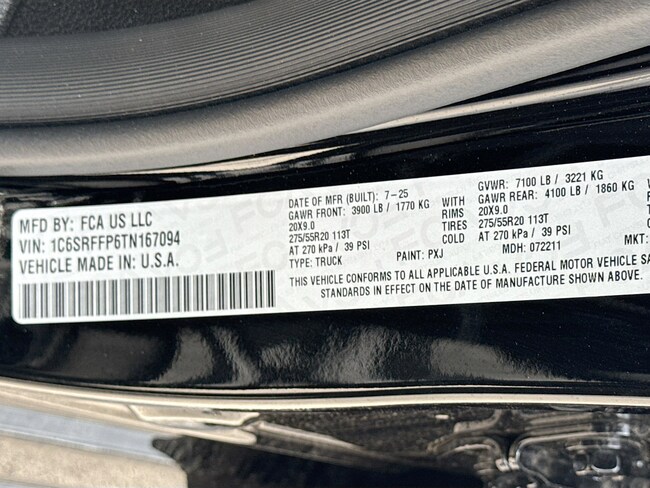 MFD BY: FCA US LLC
VIN: 1C6SRFFP6TN167094
VEHICLE MADE IN: U.S.A.
DATE OF MFR (BUILT): 7-25 GVWR: 7100 LB / 3221 KG
GAWR FRONT: 3900 LB / 1770 KG WITH GAWR REAR: 4100 LB / 1860 KG
20X9.0 RIMS 20X9.0
275/55R20 113T TIRES 275/55R20 113T
AT 270 kPa / 39 PSI COLD AT 270 kPa / 39 PSI
TYPE: TRUCK PAINT: PXJ MDH: 072211 MKT:
THIS VEHICLE CONFORMS TO ALL APPLICABLE U.S.A. FEDERAL MOTOR VEHICLE SA
STANDARDS IN EFFECT ON THE DATE OF MANUFACTURE SHOWN ABOVE.